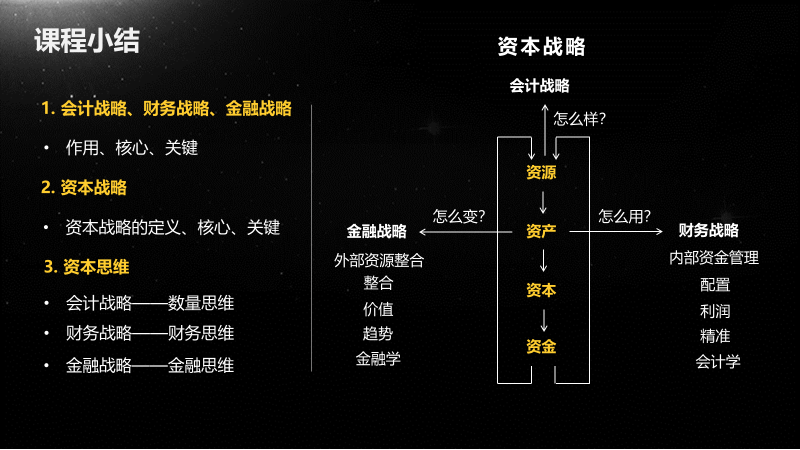 课程小结
1. 会计战略、财务战略、金融战略
• 作用、核心、关键
2. 资本战略
• 资本战略的定义、核心、关键
3. 资本思维
• 会计战略——数量思维
• 财务战略——财务思维
• 金融战略——金融思维
资本战略
会计战略
怎么样?
资源
怎么变?
怎么用?
金融战略
资产
财务战略
外部资源整合
整合
价值
趋势
金融学
资本
资金
内部资金管理
配置
利润
精准
会计学